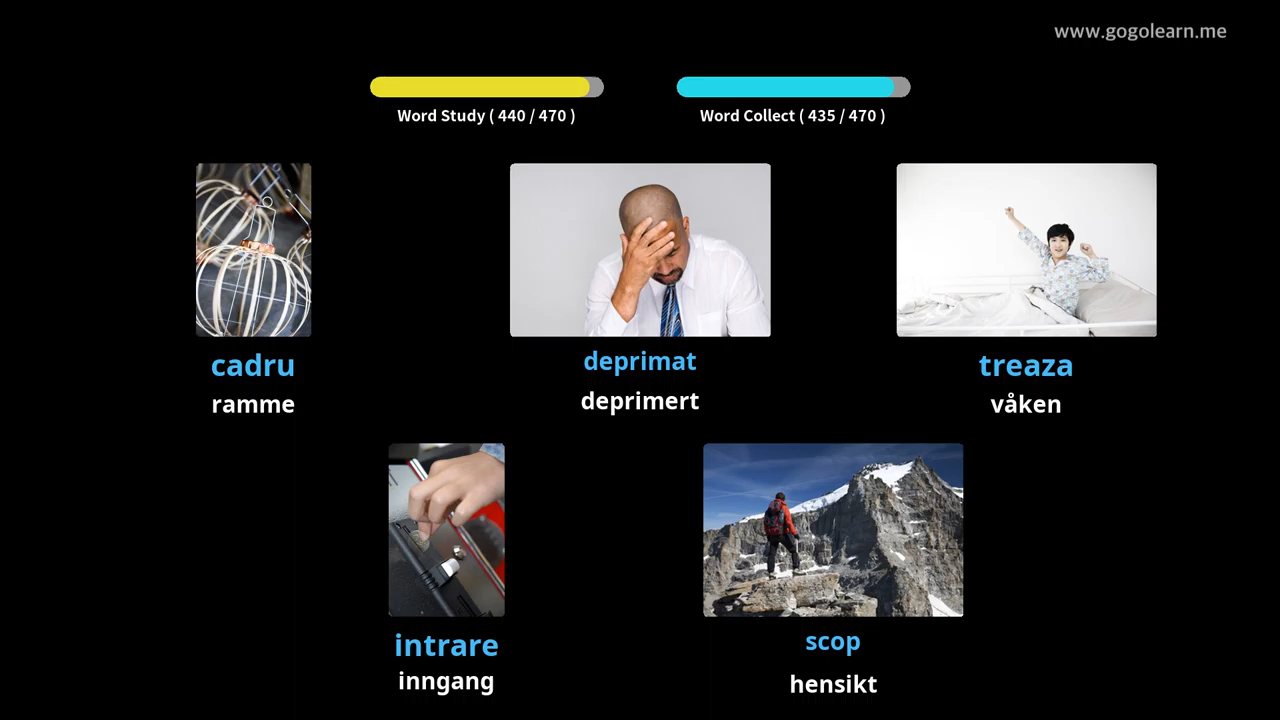 www.gogolearn.me
Word Study ( 440 / 470 )
Word Collect ( 435 / 470 )
cadru
ramme
deprimat
deprimert
treaza
våken
intrare
inngang
scop
hensikt